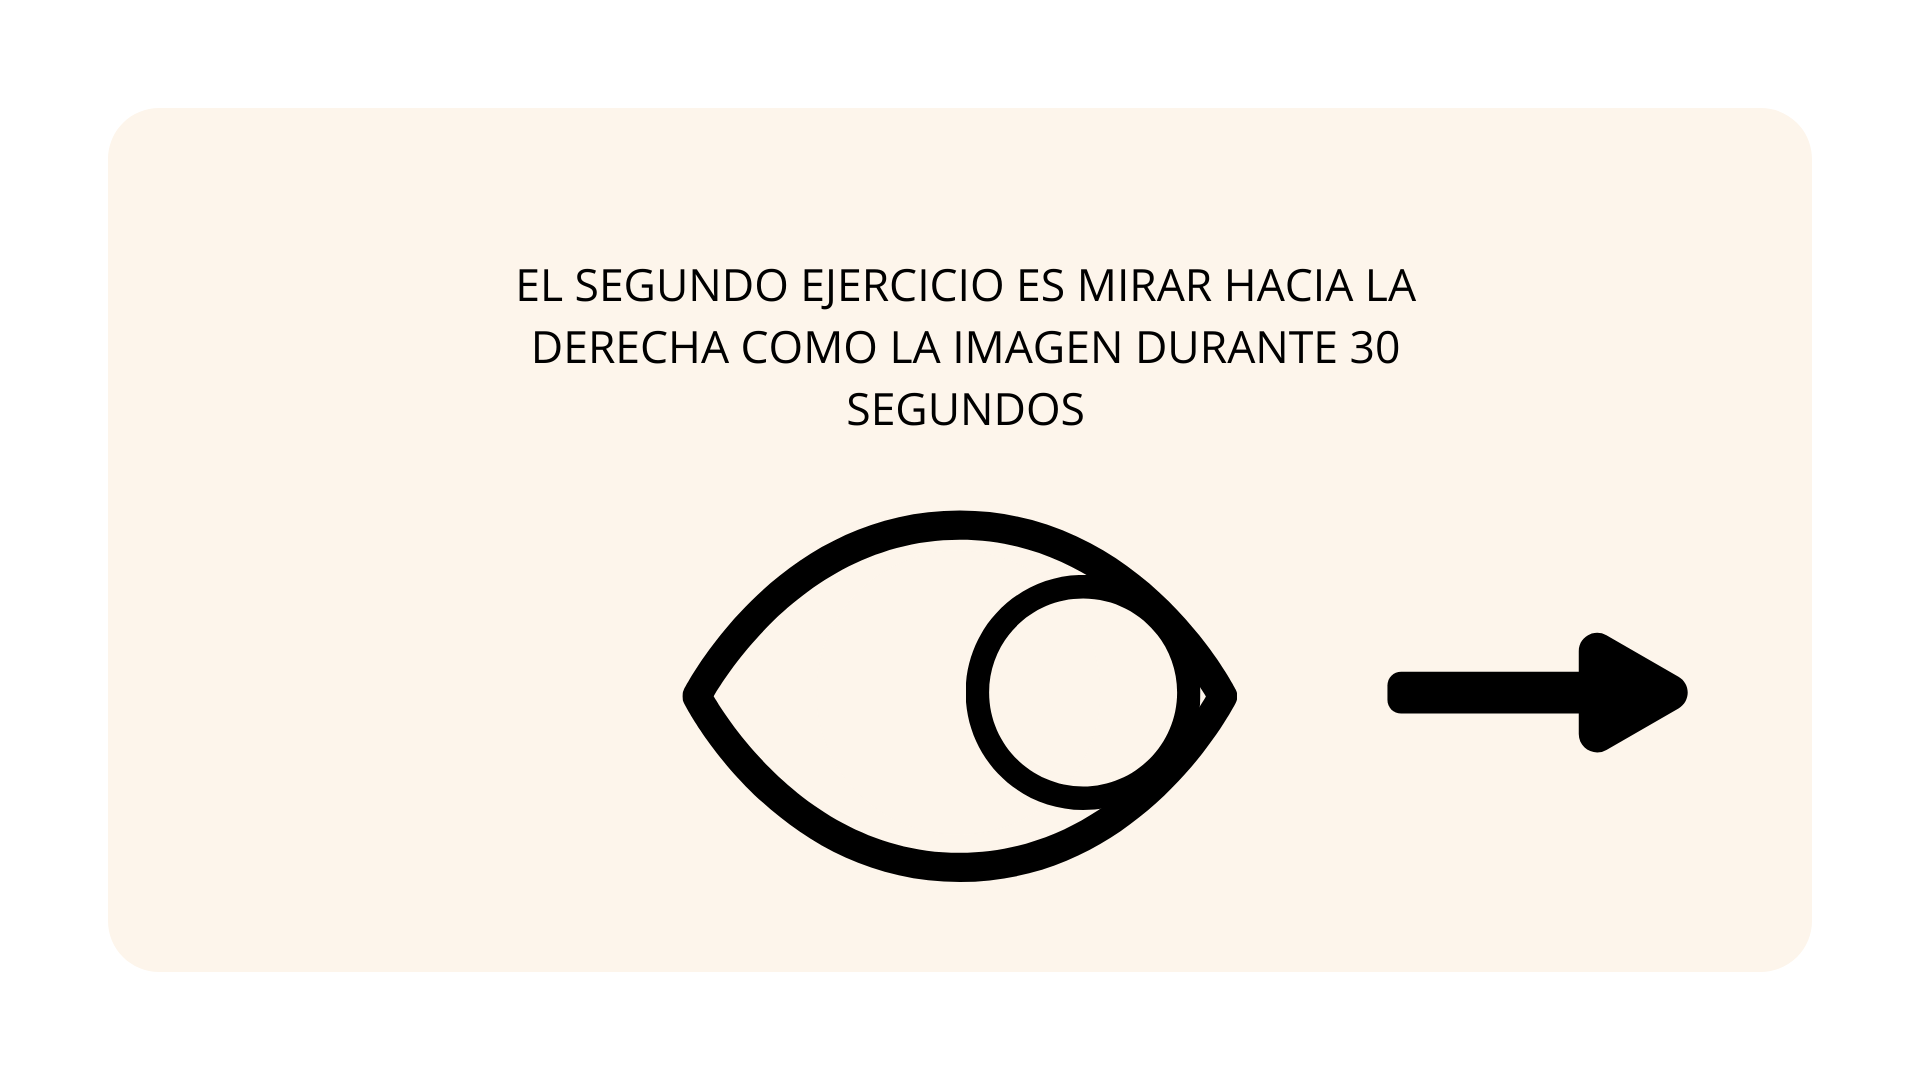 EL SEGUNDO EJERCICIO ES MIRAR HACIA LA
DERECHA COMO LA IMAGEN DURANTE 30
SEGUNDOS